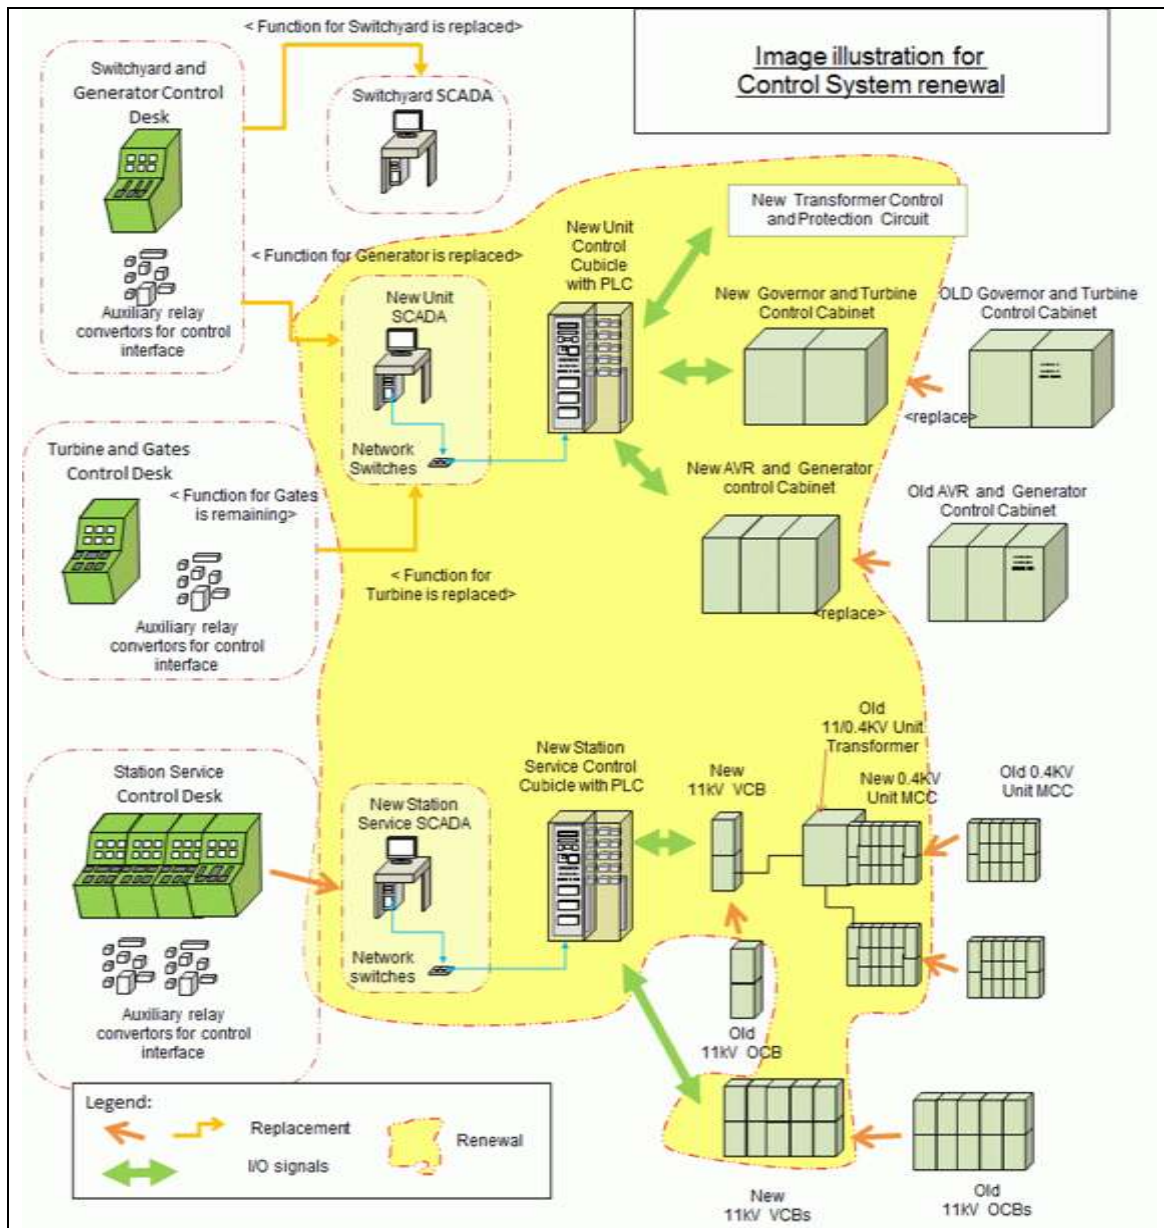 < Function for Switchyard is replaced>
Image illustration for
Control System renewal
Switchyard and
Generator Control
Desk
Switchyard SCADA
New Transformer Control
and Protection Circuit
New Unit
Control
Cubicle
with PLC
< Function for Generator is replaced>
New Unit
SCADA
New Governor and Turbine
Control Cabinet
OLD Governor and Turbine
Control Cabinet
Auxiliary relay
convertors for control
interface
<replace>
Turbine and Gates
Control Desk
Network
Switches
< Function for Gates
is remaining>
New AVR and Generator
control Cabinet
Old AVR and Generator
Control Cabinet
< Function for
Turbine is replaced>
<replace>
Auxiliary relay
convertors for control
interface
Old
11/0.4KV Unit
Transformer
Station Service
Control Desk
New Station
Service Control
Cubicle with PLC
New
11kV VCB
New 0.4KV
Unit MCC
Old 0.4KV
Unit MCC
New Station
Service SCADA
Network
switches
Auxiliary relay
convertors for control
interface
Old
11kV OCB
Legend:
Replacement
Renewal
I/O signals
New
11kV VCBs
Old
11kV OCBs